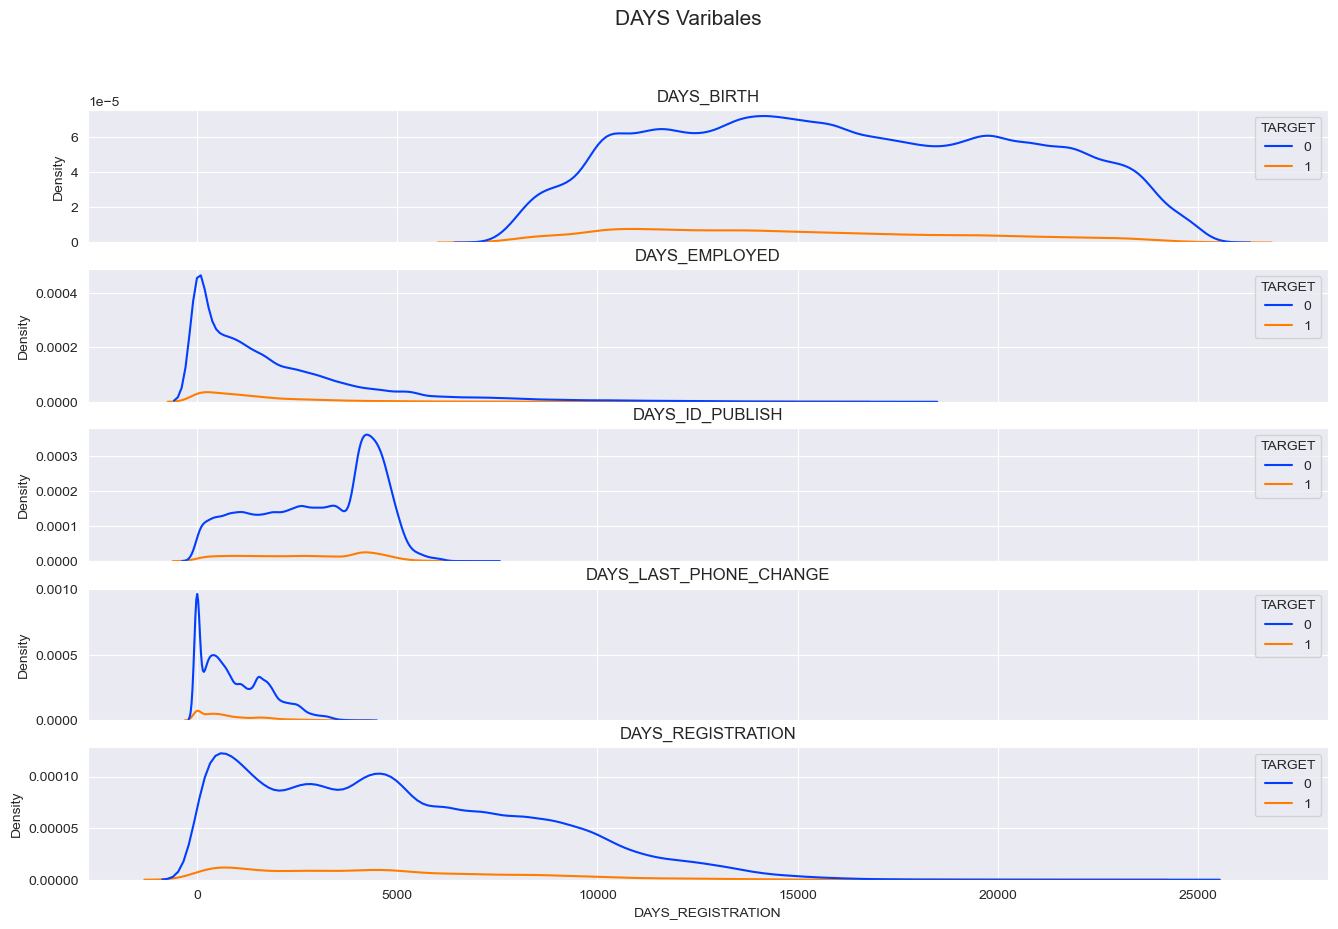 DAYS Varibales
DAYS_BIRTH
1e−5
6
4
2
0
Density
TARGET
0
1
DAYS_EMPLOYED
0.0004
0.0002
0.0000
Density
TARGET
0
1
DAYS_ID_PUBLISH
0.0003
0.0002
0.0001
0.0000
Density
TARGET
0
1
DAYS_LAST_PHONE_CHANGE
0.0010
0.0005
0.0000
Density
TARGET
0
1
DAYS_REGISTRATION
0.00010
0.00005
0.00000
Density
TARGET
0
1
0 5000 10000 15000 20000 25000
DAYS_REGISTRATION